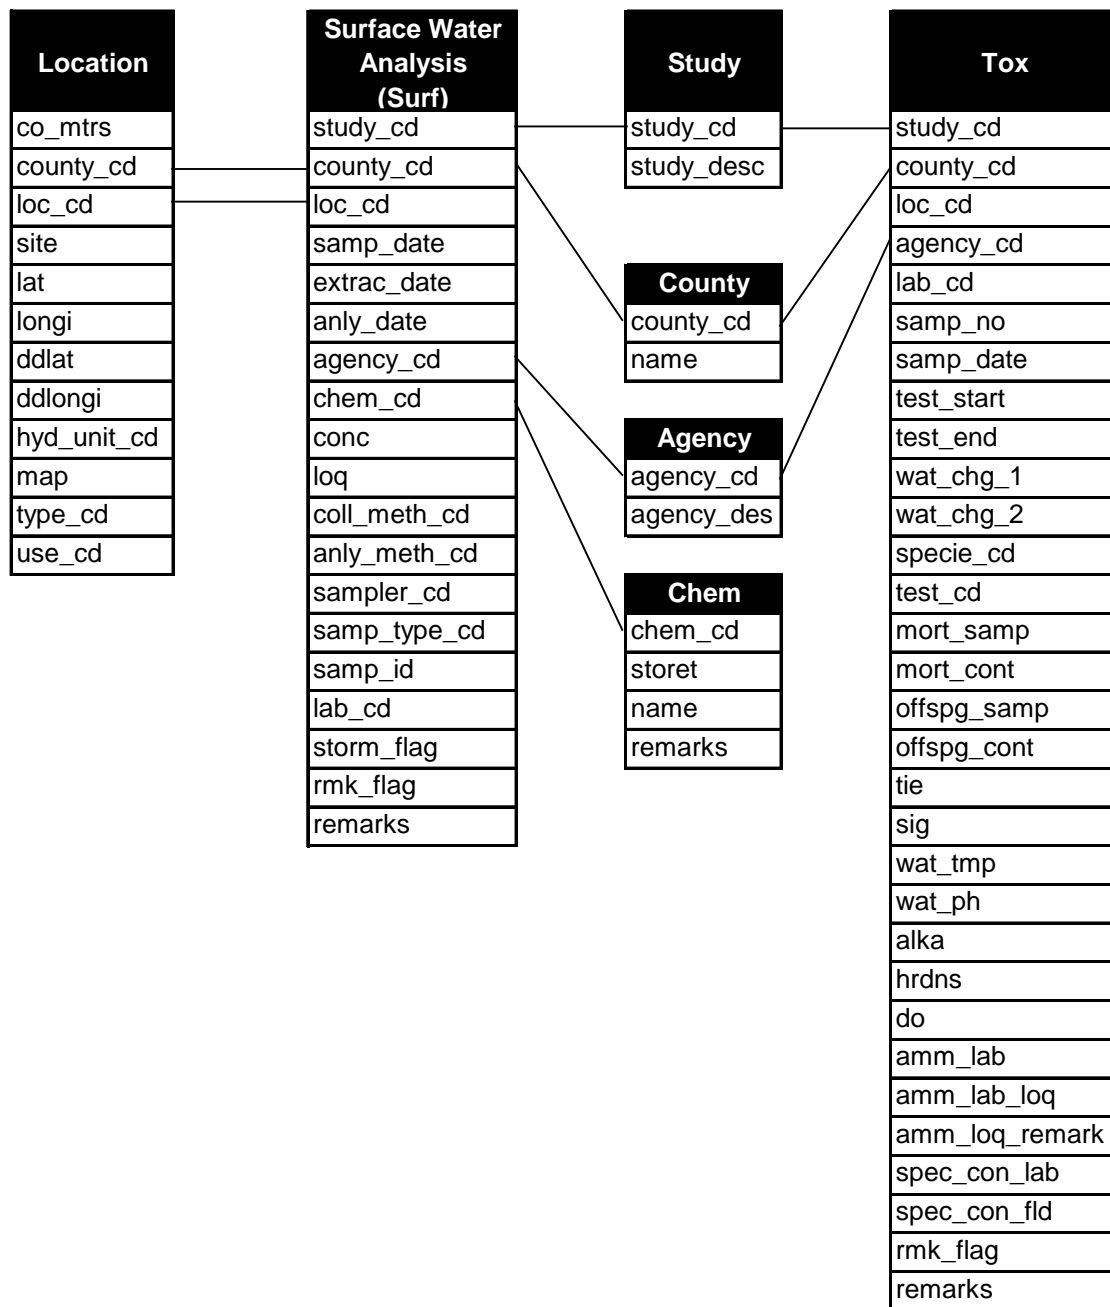 Location
co_mtrs
county_cd
loc_cd
site
lat
longi
ddlat
ddlongi
hyd_unit_cd
map
type_cd
use_cd
Surface Water
Analysis
(Surf)
study_cd
county_cd
loc_cd
samp_date
extrac_date
anly_date
agency_cd
chem_cd
conc
loq
coll_meth_cd
anly_meth_cd
sampler_cd
samp_type_cd
samp_id
lab_cd
storm_flag
rmk_flag
remarks
Study
study_cd
study_desc
County
county_cd
name
Agency
agency_cd
agency_des
Chem
chem_cd
storet
name
remarks
Tox
study_cd
county_cd
loc_cd
agency_cd
lab_cd
samp_no
samp_date
test_start
test_end
wat_chg_1
wat_chg_2
specie_cd
test_cd
mort_samp
mort_cont
offspg_samp
offspg_cont
tie
sig
wat_tmp
wat_ph
alka
hrdns
do
amm_lab
amm_lab_loq
amm_loq_remark
spec_con_lab
spec_con_fld
rmk_flag
remarks